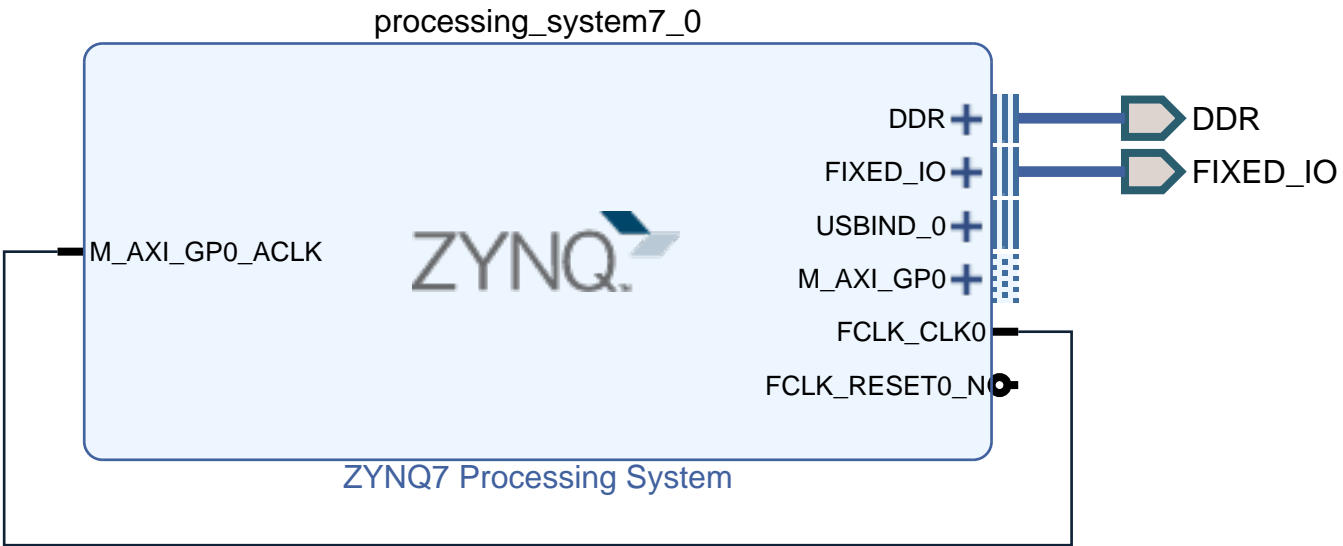 processing_system7_0
DDR
DDR
FIXED_IO
FIXED_IO
USBIND_0
M_AXI_GP0_ACLK
ZYNQ
M_AXI_GP0
FCLK_CLK0
FCLK_RESET0_N
ZYNQ7 Processing System